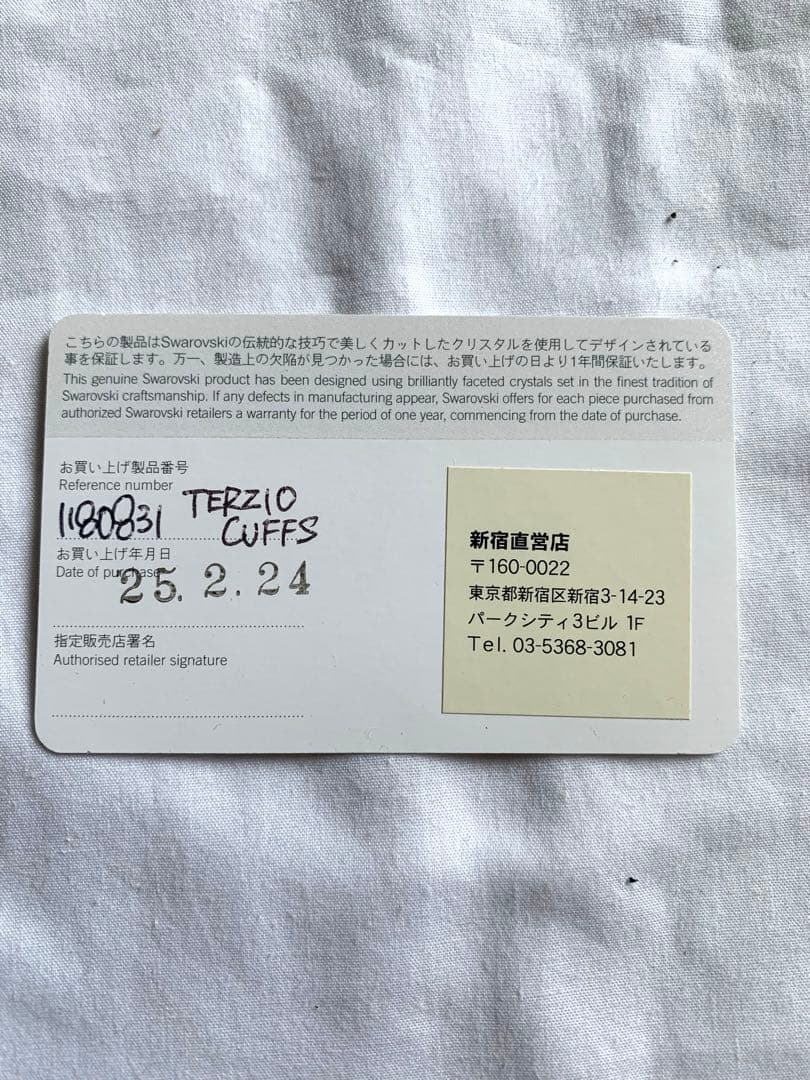 こちらの製品はSwarovskiの伝統的な技巧で美しくカットしたクリスタルを使用してデザインされている
事を保証します。万一、製造上の欠陥が見つかった場合には、お買い上げの日より1年間保証いたします。
This genuine Swarovski product has been designed using brilliantly faceted crystals set in the finest tradition of
Swarovski craftsmanship. If any defects in manufacturing appear, Swarovski offers for each piece purchased from
authorized Swarovski retailers a warranty for the period of one year, commencing from the date of purchase.
お買い上げ製品番号
Reference number
1180831 TERZIO
CUFFS
お買い上げ年月日
Date of purchase
25. 2. 24
指定販売店署名
Authorised retailer signature
新宿直営店
〒160-0022
東京都新宿区新宿3-14-23
パークシティ3ビル 1F
Tel. 03-5368-3081